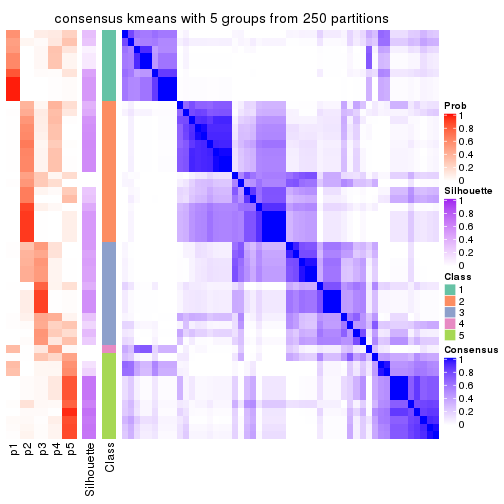 consensus kmeans with 5 groups from 250 partitions
p1
p2
p3
p4
p5
Silhouette
Class
Prob
1
0.8
0.6
0.4
0.2
0
Silhouette
1
0.8
0.6
0.4
0.2
0
Class
1
2
3
4
5
Consensus
1
0.8
0.6
0.4
0.2
0